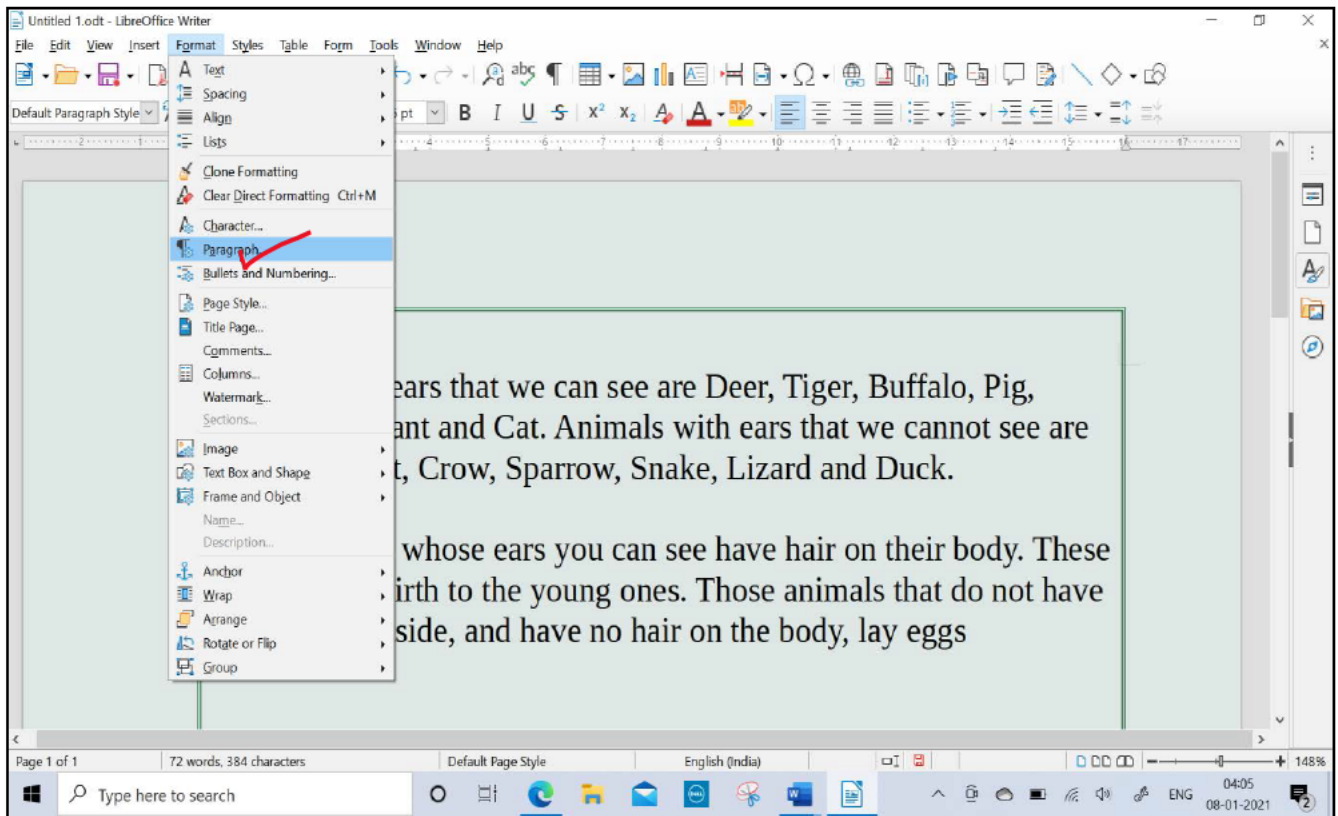 Untitled 1.odt - LibreOffice Writer
File Edit View Insert Format Styles Table Form Tools Window Help
Text
Spacing
Default Paragraph Style
pt
Align
Lists
Clone Formatting
Clear Direct Formatting Ctrl+M
Character...
Paragraph
Bullets and Numbering...
Page Style...
Title Page...
Comments...
Columns...
Watermark...
Sections...
Image
Text Box and Shape
Frame and Object
Name...
Description...
Anchor
Wrap
Arrange
Rotate or Flip
Group
ears that we can see are Deer, Tiger, Buffalo, Pig,
ant and Cat. Animals with ears that we cannot see are
t, Crow, Sparrow, Snake, Lizard and Duck.
whose ears you can see have hair on their body. These
irth to the young ones. Those animals that do not have
side, and have no hair on the body, lay eggs
Page 1 of 1 72 words, 384 characters Default Page Style English (India) 148%
Type here to search ENG 04:05
08-01-2021